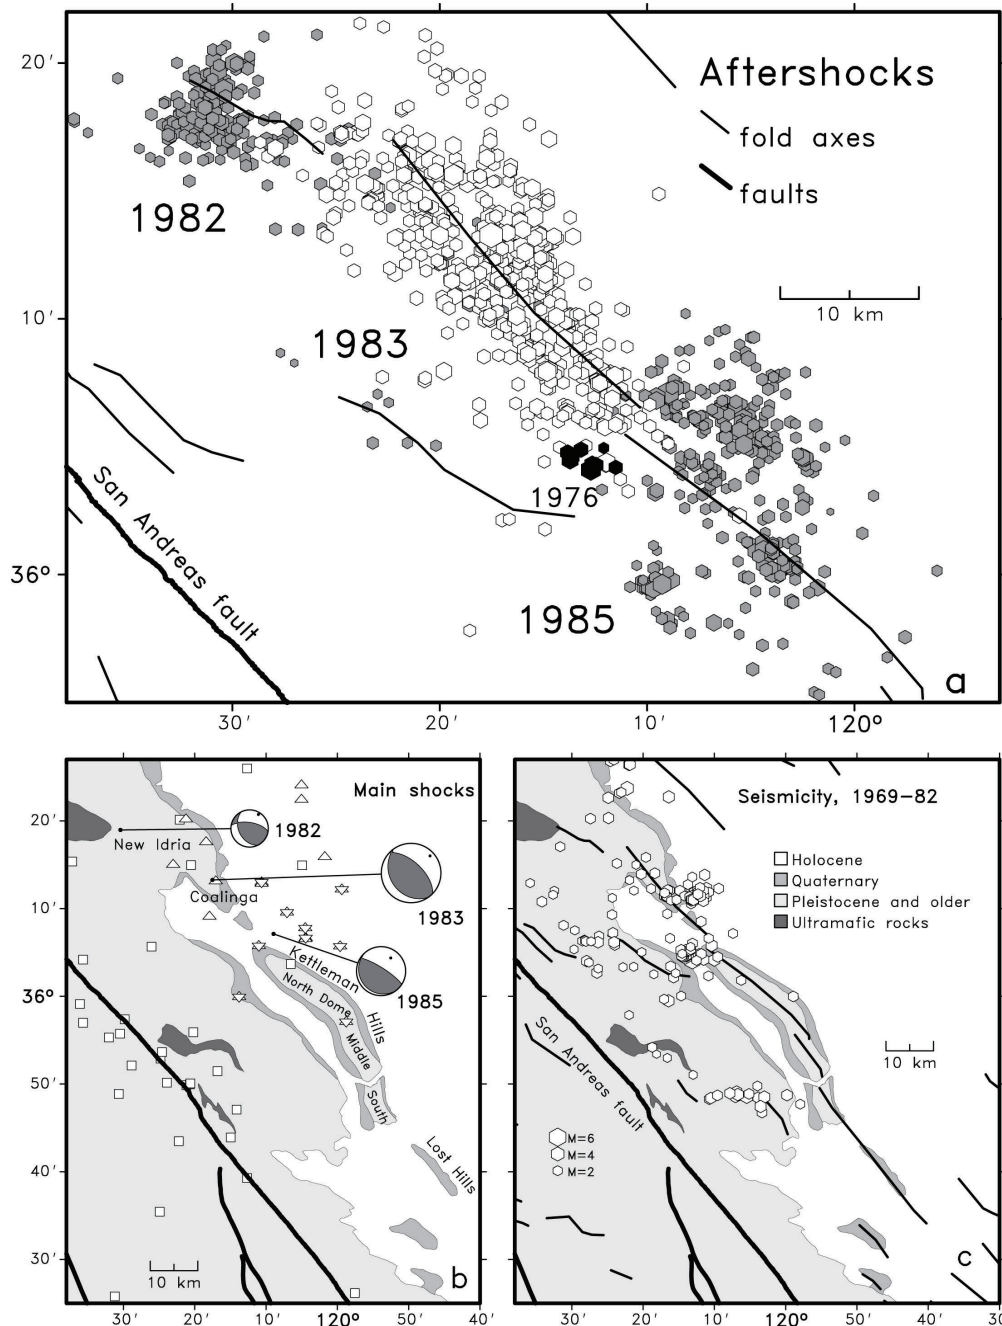 Aftershocks
fold axes
faults
10 km
1982
1983
1976
1985
San Andreas fault
a
20'
10'
36°
30'
20'
10'
120°
Main shocks
1982
New Idria
Coalinga
1983
Kettleman
Hills
North Dome
Middle
South
1985
Lost Hills
10 km
b
20'
10'
36°
50'
40'
30'
30'
20'
10'
120°
50'
40'
Seismicity, 1969-82
Holocene
Quaternary
Pleistocene and older
Ultramafic rocks
10 km
San Andreas fault
M=6
M=4
M=2
c
30'
20'
10'
120°
50'
40'
30